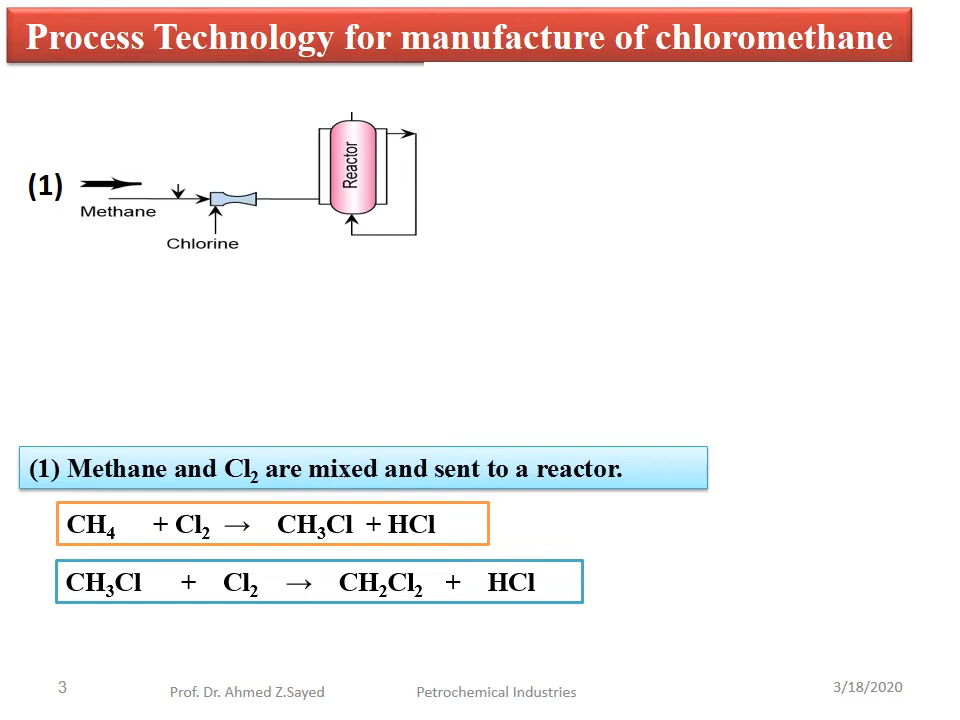 Process Technology for manufacture of chloromethane
Reactor
(1)
Methane
Chlorine
(1) Methane and Cl₂ are mixed and sent to a reactor.
CH₄ + Cl₂ → CH₃Cl + HCl
CH₃Cl + Cl₂ → CH₂Cl₂ + HCl
3
Prof. Dr. Ahmed Z.Sayed
Petrochemical Industries
3/18/2020